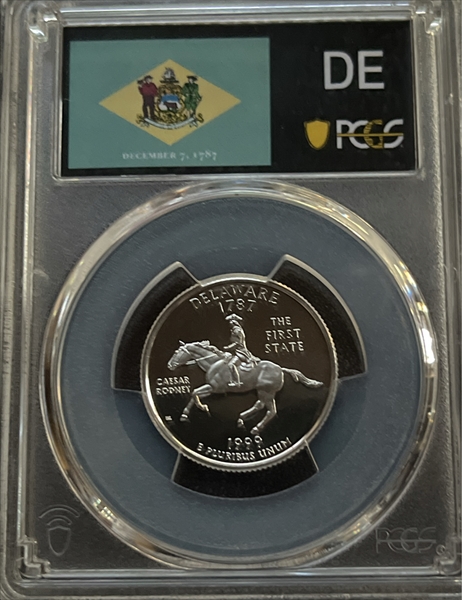 DE
PCGS
DECEMBER 7, 1787
DELAWARE
1787
THE
FIRST
STATE
CAESAR
RODNEY
1999
E PLURIBUS UNUM
PCGS